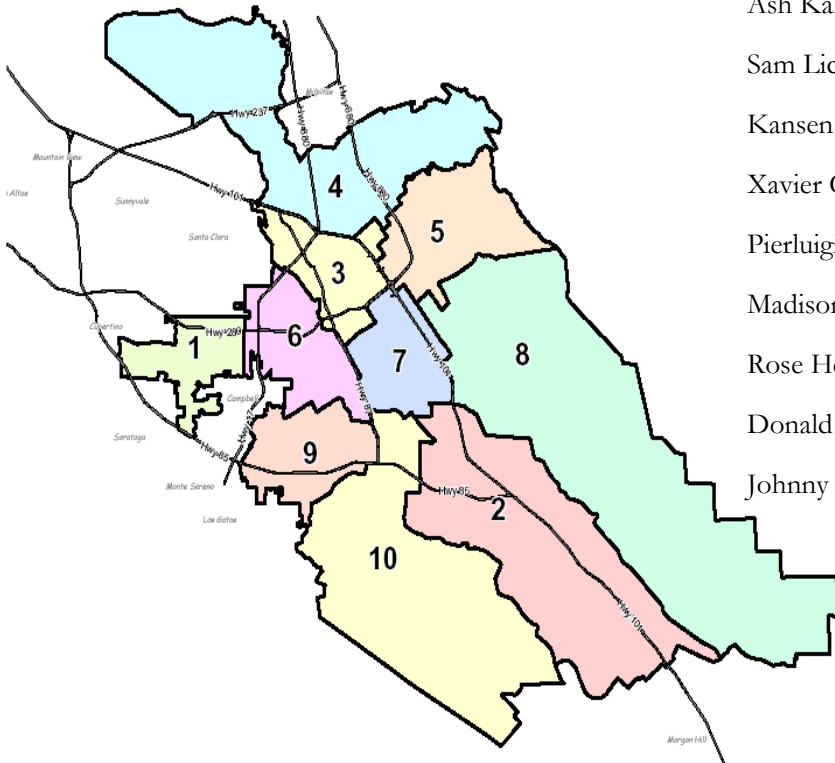 Ash Ka
Sam Lic
Kansen
Xavier
Pierluig
Madison
Rose H
Donald
Johnny
Milpitas
Hwy 237
Hwy 880
Hwy 680
Mountain View
Altos
Sunnyvale
Hwy 101
4
Hwy 680
5
Santa Clara
3
Cupertino
Hwy 280
1
6
7
8
Hwy 101
Campbell
Hwy 87
Hwy 17
Saratoga
Hwy 85
9
Monte Sereno
Hwy 85
2
Los Gatos
10
Hwy 101
Morgan Hill